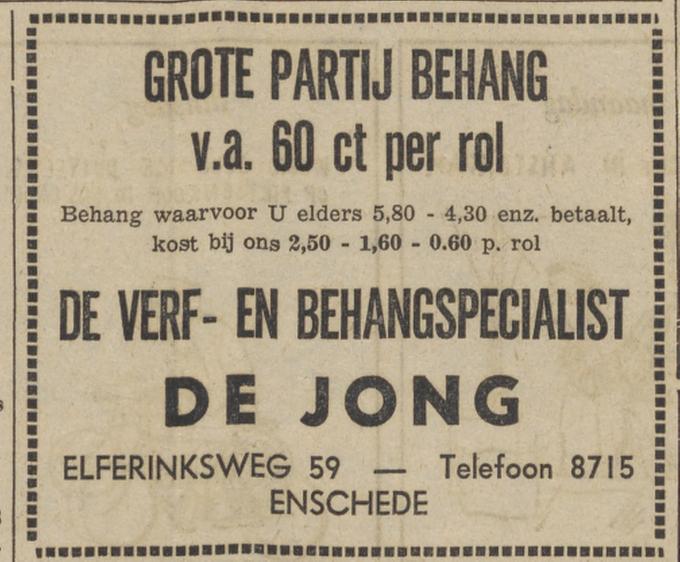 GROTE PARTIJ BEHANG
v.a. 60 ct per rol
Behang waarvoor U elders 5,80 - 4,30 enz. betaalt,
kost bij ons 2,50 - 1,60 - 0.60 p. rol
DE VERF- EN BEHANGSPECIALIST
DE JONG
ELFERINKSWEG 59 — Telefoon 8715
ENSCHEDE